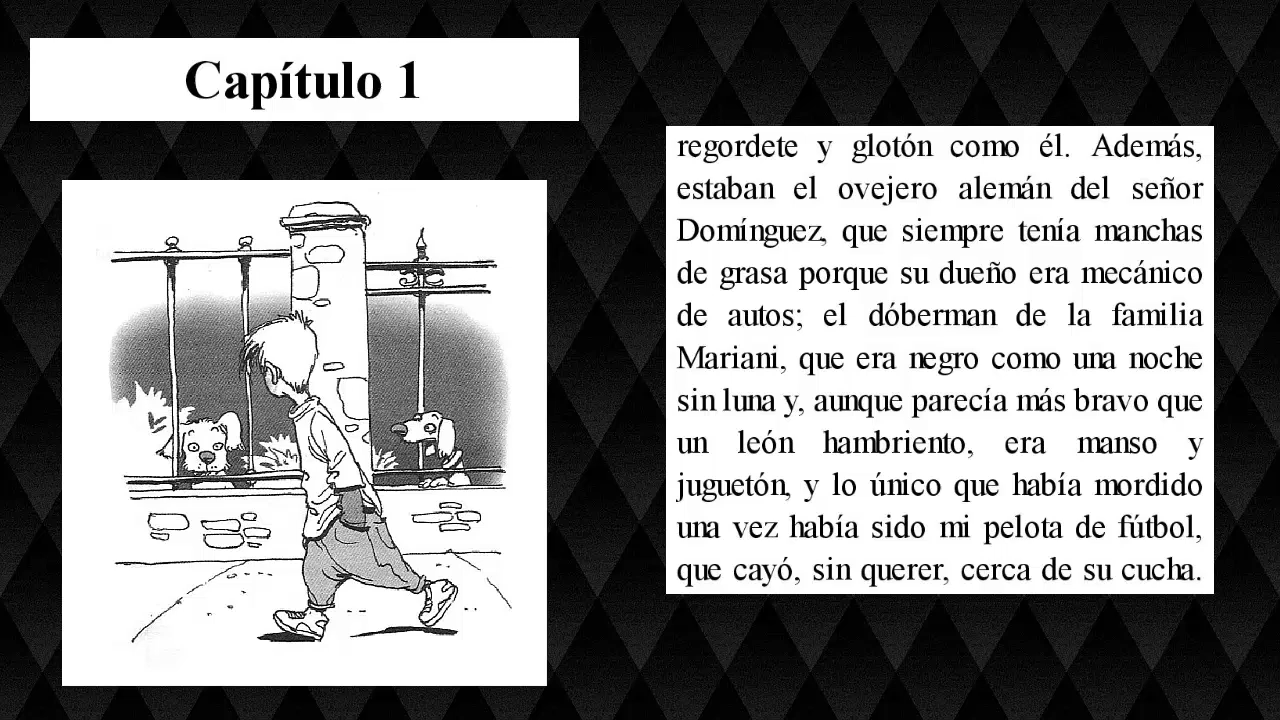 Capítulo 1
regordete y glotón como él. Además,
estaban el ovejero alemán del señor
Domínguez, que siempre tenía manchas
de grasa porque su dueño era mecánico
de autos; el dóberman de la familia
Mariani, que era negro como una noche
sin luna y, aunque parecía más bravo que
un león hambriento, era manso y
juguetón, y lo único que había mordido
una vez había sido mi pelota de fútbol,
que cayó, sin querer, cerca de su cucha.